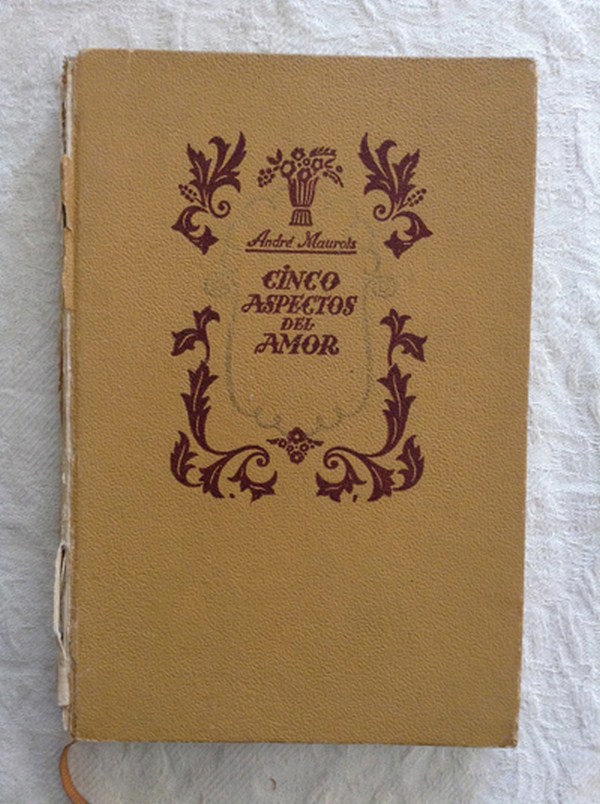 André Maurois
CINCO
ASPECTOS
DEL
AMOR